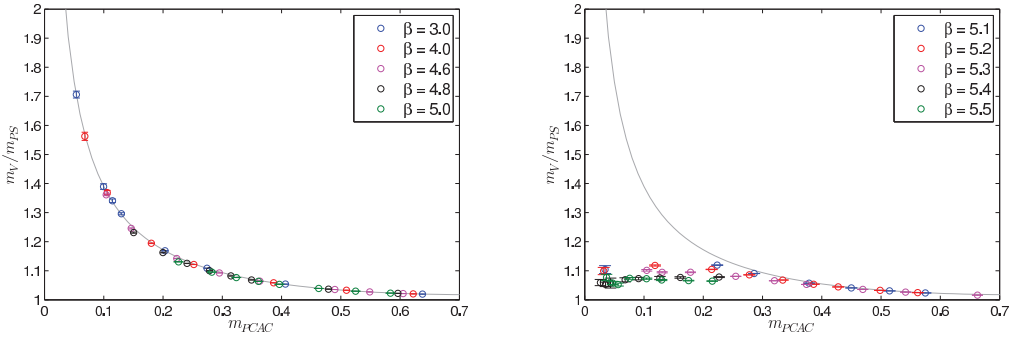 2
1.9
1.8
1.7
1.6
1.5
1.4
1.3
1.2
1.1
1
m_V/m_PS
0 0.1 0.2 0.3 0.4 0.5 0.6 0.7
m_PCAC
β = 3.0
β = 4.0
β = 4.6
β = 4.8
β = 5.0
2
1.9
1.8
1.7
1.6
1.5
1.4
1.3
1.2
1.1
1
m_V/m_PS
0 0.1 0.2 0.3 0.4 0.5 0.6 0.7
m_PCAC
β = 5.1
β = 5.2
β = 5.3
β = 5.4
β = 5.5